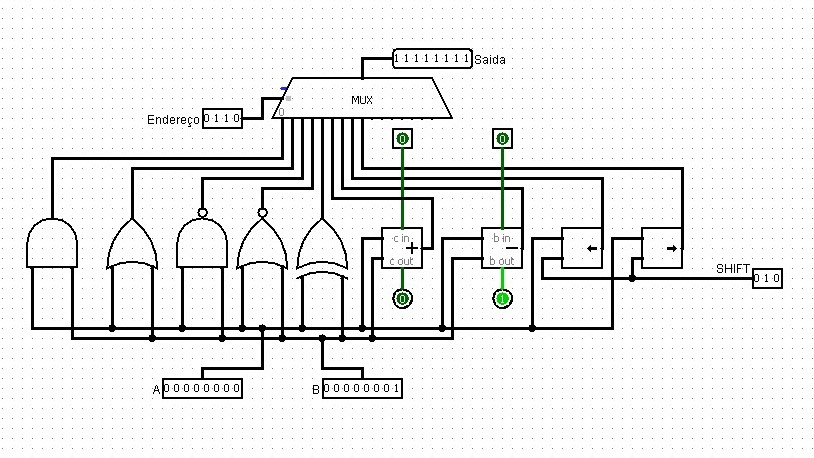 1 1 1 1 1 1 1 1 Saida
MUX
0
Endereço 0 1 1 0
0 0
c in b in
+ −
c out b out
0 1
SHIFT 0 1 0
A 0 0 0 0 0 0 0 0 B 0 0 0 0 0 0 0 1